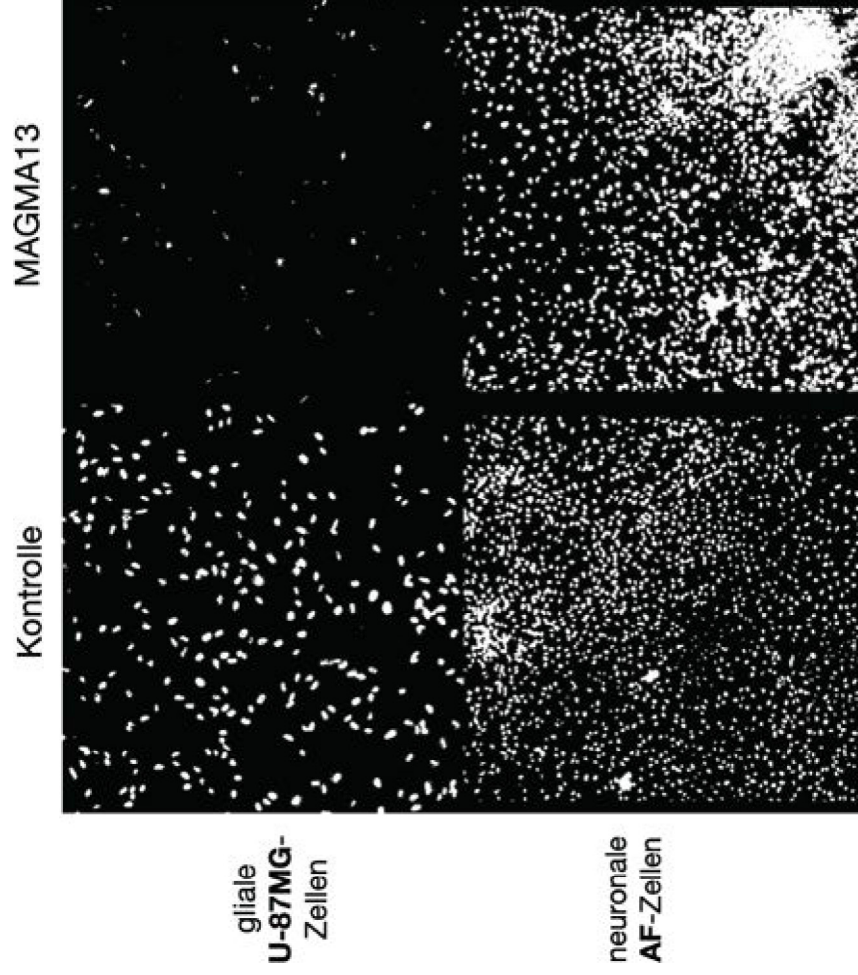 Kontrolle
MAGMA13
gliale
U-87MG-
Zellen
neuronale
AF-Zellen